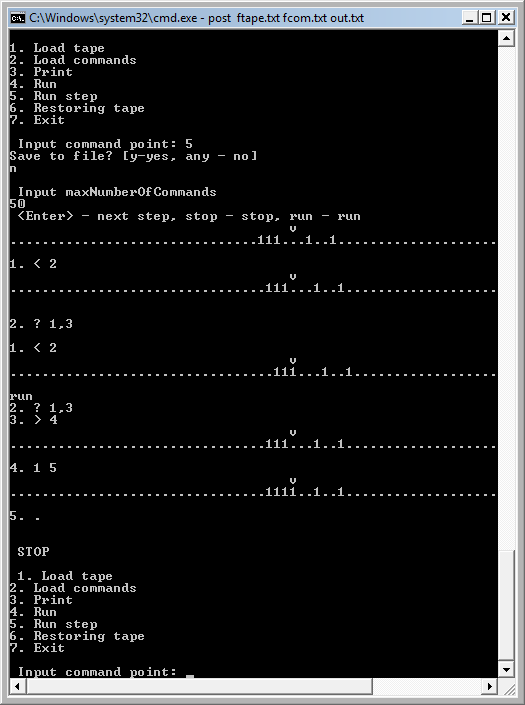 C:\Windows\system32\cmd.exe - post ftape.txt fcom.txt out.txt
1. Load tape
2. Load commands
3. Print
4. Run
5. Run step
6. Restoring tape
7. Exit
Input command point: 5
Save to file? [y-yes, any - no]
n
Input maxNumberOfCommands
50
<Enter> - next step, stop - stop, run - run
v
...............................111...1..1....................
1. < 2
v
................................111...1..1...................
2. ? 1,3
1. < 2
v
.................................111...1..1..................
run
2. ? 1,3
3. > 4
v
................................111...1..1...................
4. 1 5
v
................................1111..1..1...................
5. .
STOP
1. Load tape
2. Load commands
3. Print
4. Run
5. Run step
6. Restoring tape
7. Exit
Input command point: _